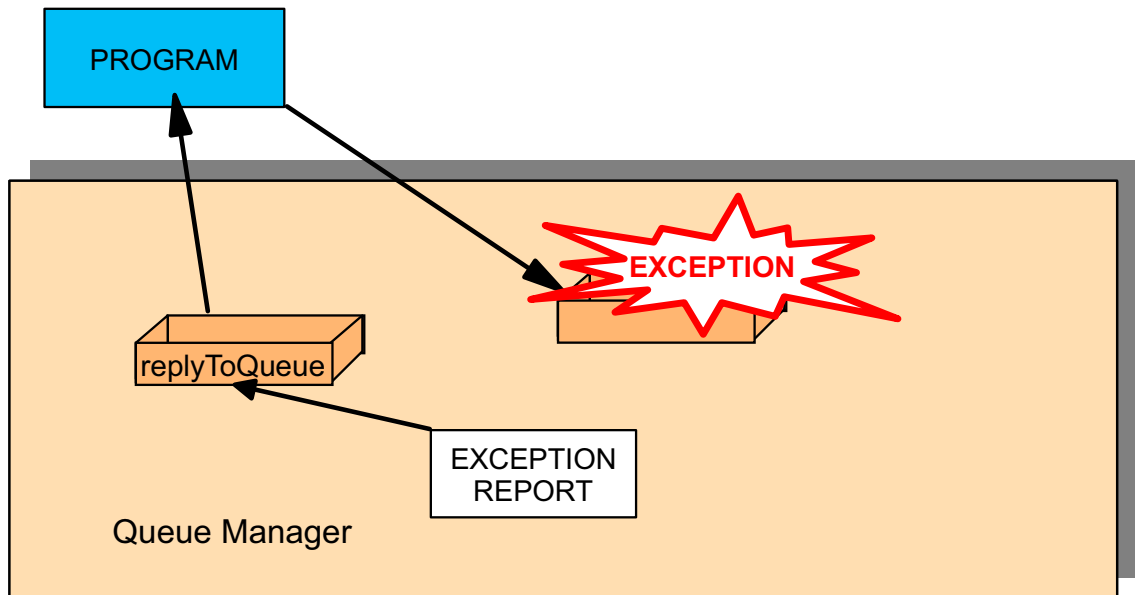 PROGRAM
EXCEPTION
replyToQueue
EXCEPTION
REPORT
Queue Manager